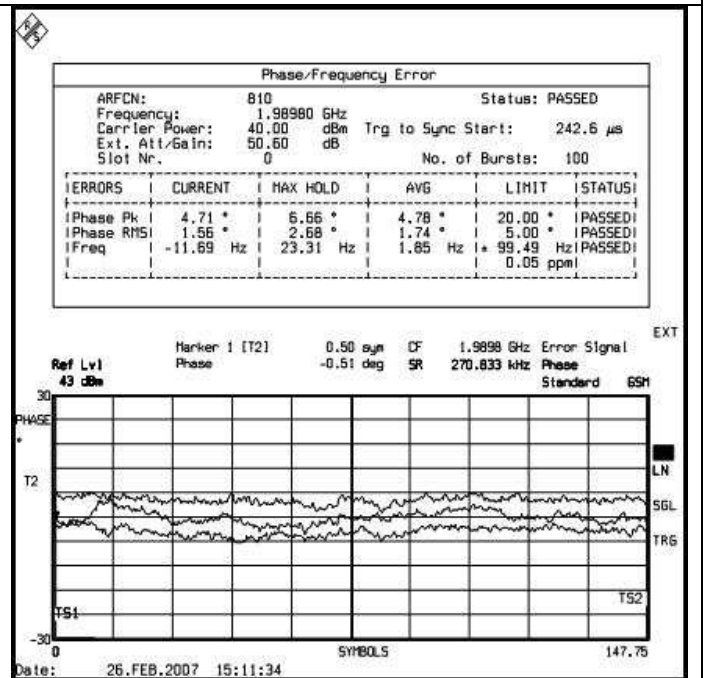 R/S
Phase/Frequency Error
ARFCN: 810 Status: PASSED
Frequency: 1.98980 GHz
Carrier Power: 40.00 dBm Trg to Sync Start: 242.6 µs
Ext. Att/Gain: 50.60 dB
Slot Nr. 0 No. of Bursts: 100
ERRORS CURRENT MAX HOLD AVG LIMIT STATUS
Phase Pk 4.71 ° 6.66 ° 4.78 ° 20.00 ° PASSED
Phase RMS 1.56 ° 2.68 ° 1.74 ° 5.00 ° PASSED
Freq -11.69 Hz 23.31 Hz 1.85 Hz ± 99.49 Hz PASSED
0.05 ppm
EXT
Marker 1 [T2] 0.50 sym CF 1.9898 GHz Error Signal
Ref Lvl Phase -0.51 deg SR 270.833 kHz Phase
43 dBm Standard GSM
30
PHASE
°
LN
T2
SGL
TRG
TS2
TS1
-30
0 SYMBOLS 147.75
Date: 26.FEB.2007 15:11:34